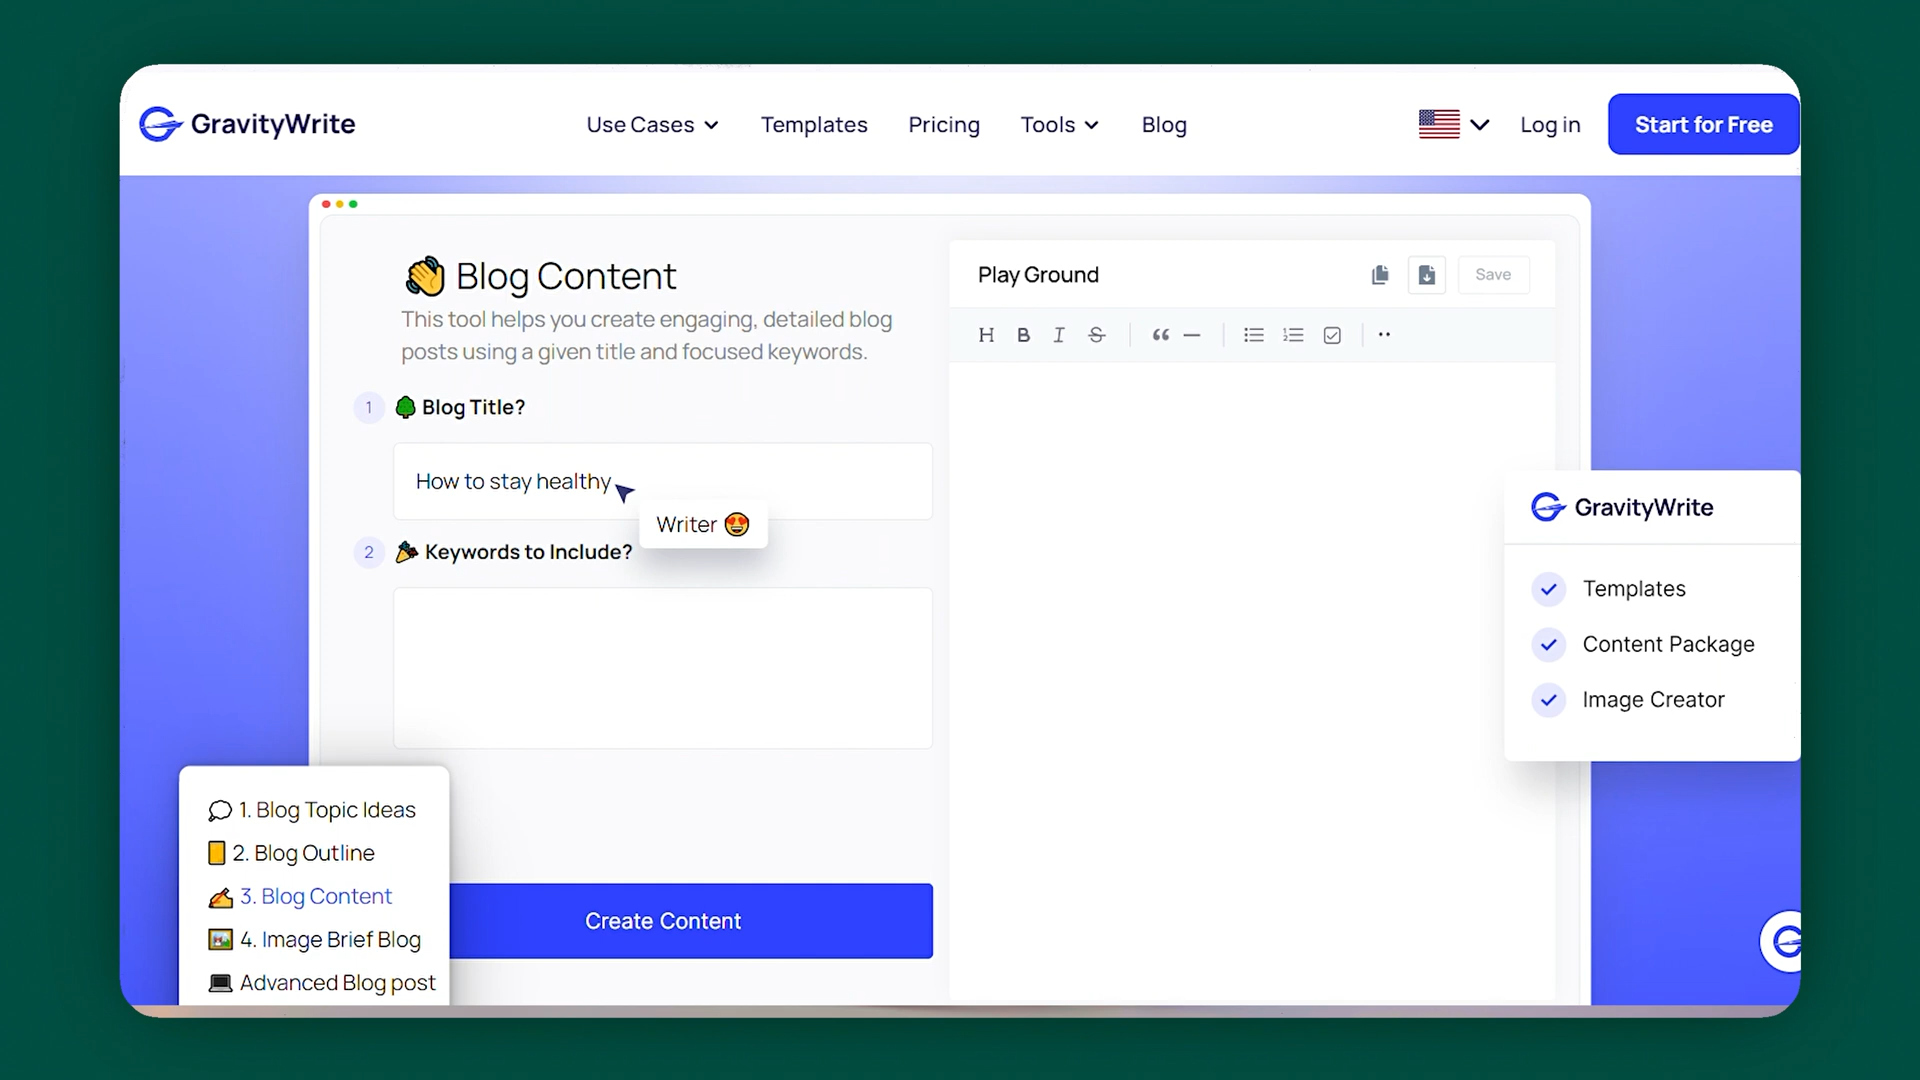 GravityWrite
Use Cases
Templates
Pricing
Tools
Blog
Log in
Start for Free
Blog Content
This tool helps you create engaging, detailed blog
posts using a given title and focused keywords.
1
Blog Title?
How to stay healthy
Writer
2
Keywords to Include?
Create Content
Play Ground
Save
H B I S
GravityWrite
Templates
Content Package
Image Creator
1. Blog Topic Ideas
2. Blog Outline
3. Blog Content
4. Image Brief Blog
Advanced Blog post